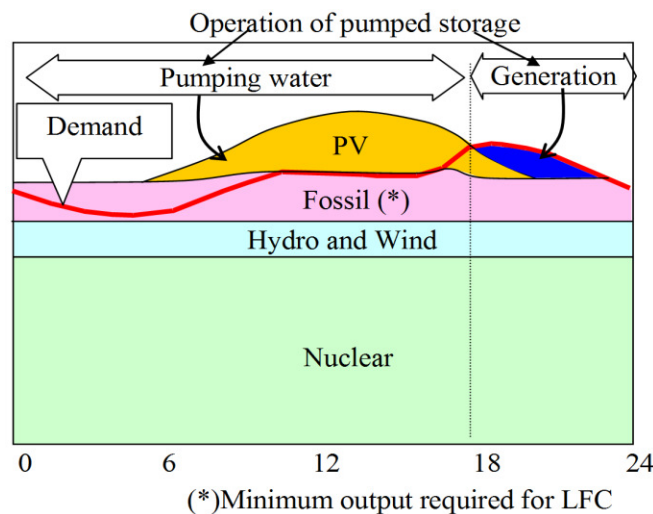 Operation of pumped storage
Pumping water
Generation
Demand
PV
Fossil (*)
Hydro and Wind
Nuclear
0 6 12 18 24
(*)Minimum output required for LFC